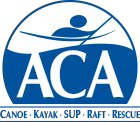 ACA
CANOE · KAYAK · SUP · RAFT · RESCUE